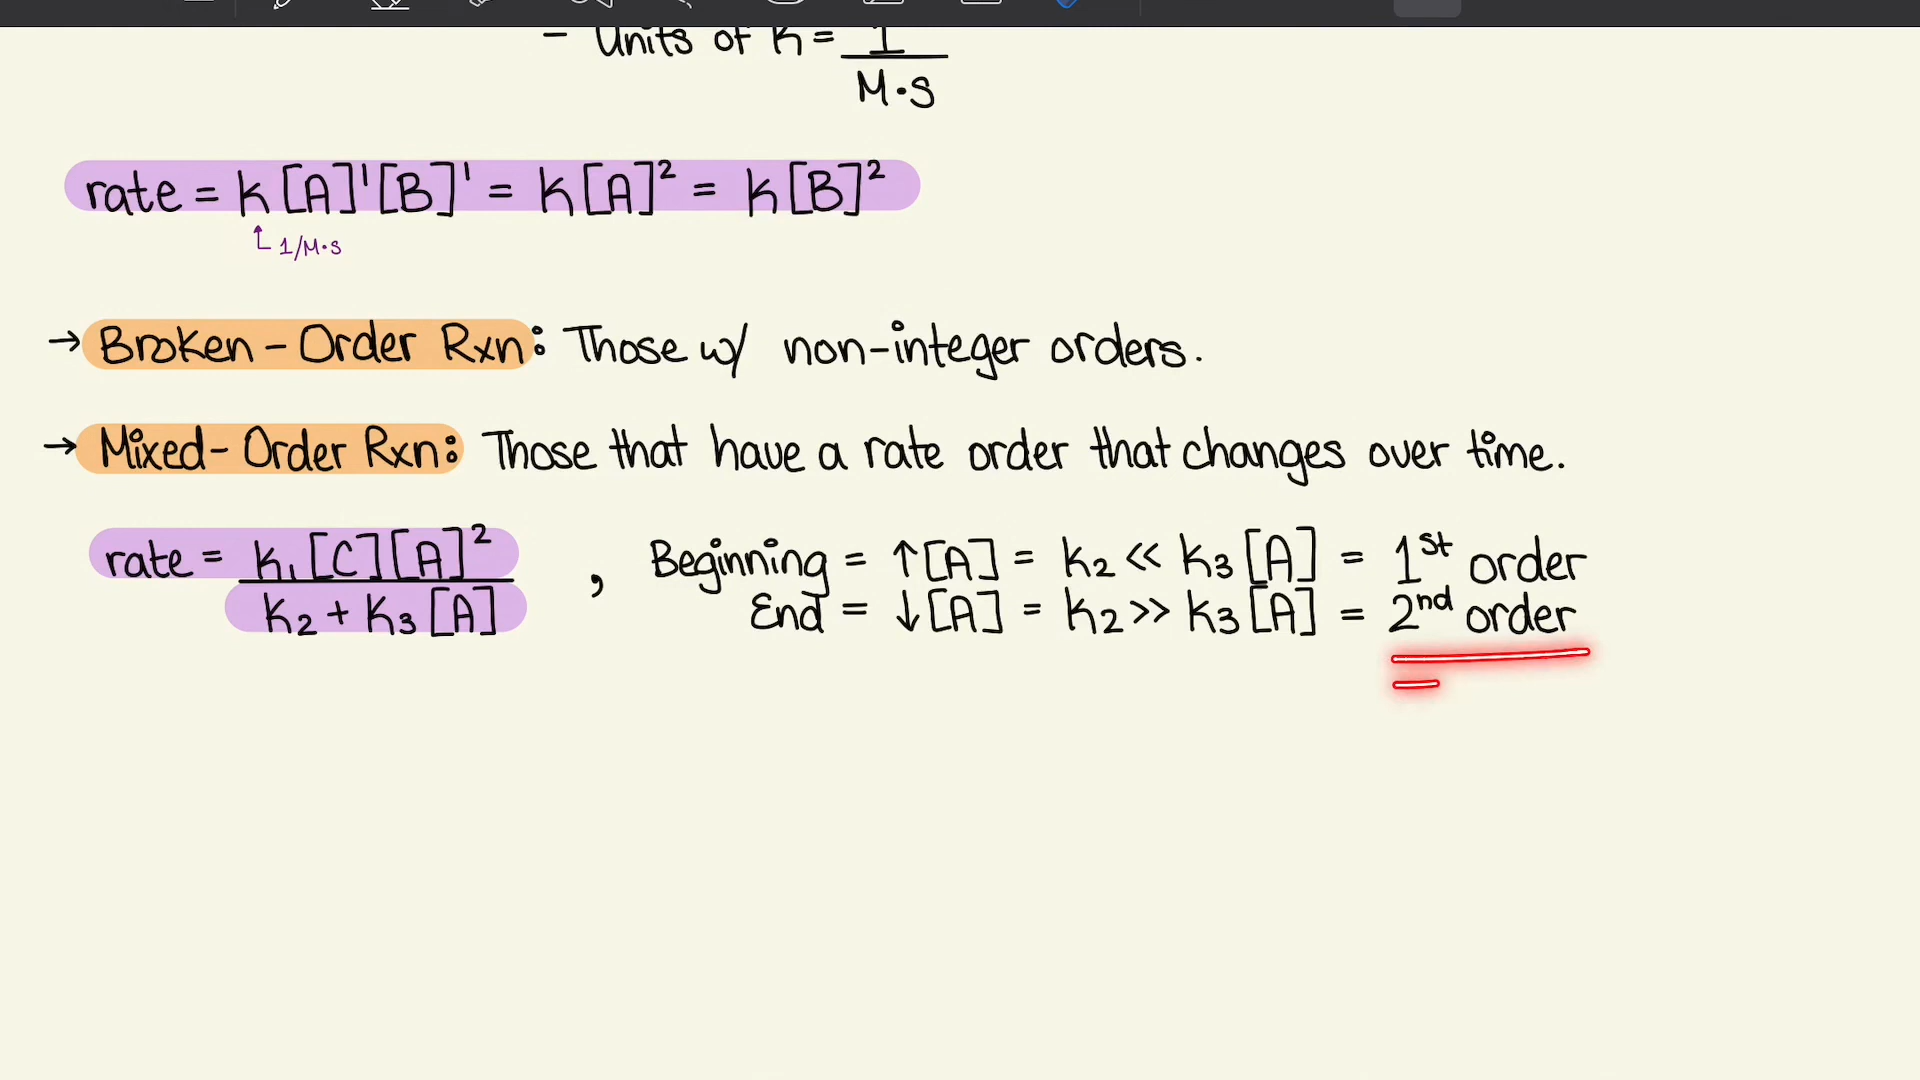 - Units of K = 1 / M·s
rate = k[A]¹[B]¹ = k[A]² = k[B]²
1/M·s
→ Broken-Order Rxn: Those w/ non-integer orders.
→ Mixed-Order Rxn: Those that have a rate order that changes over time.
rate = k₁[C][A]² / k₂ + k₃[A] , Beginning = ↑[A] = k₂ << k₃[A] = 1st order
End = ↓[A] = k₂ >> k₃[A] = 2nd order